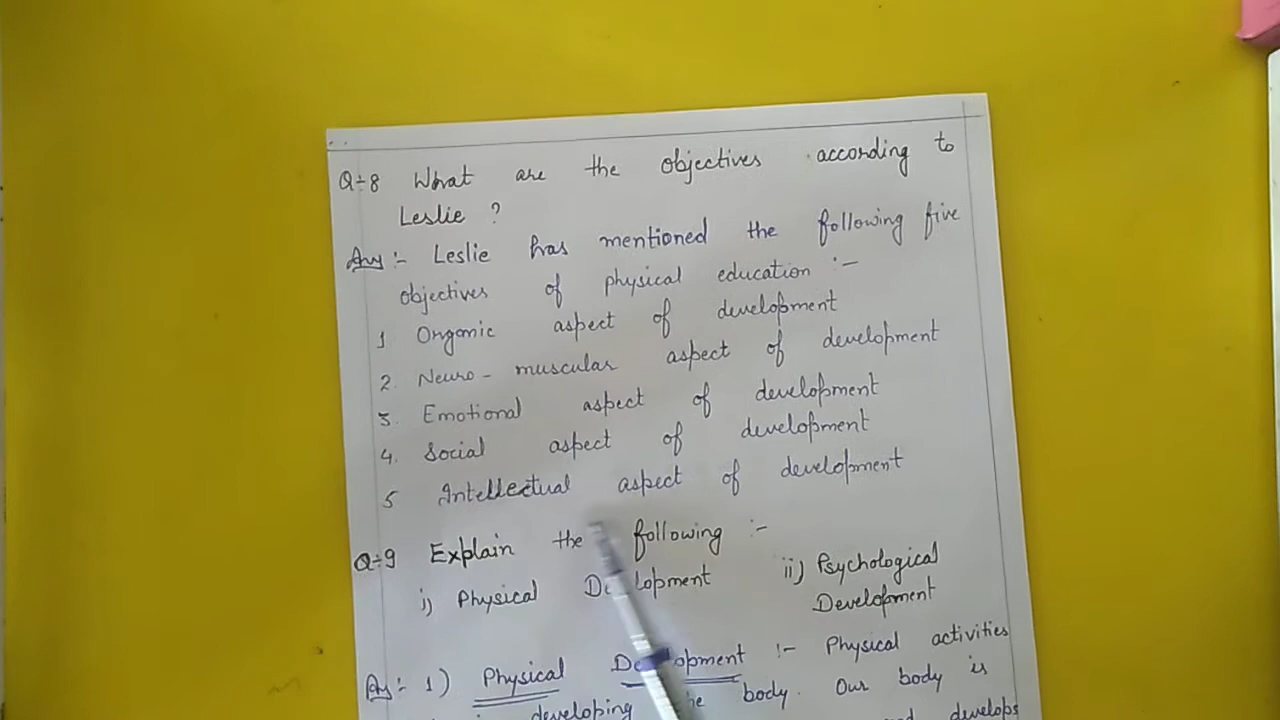 Q÷8 What are the objectives according to
Leslie ?
Ans :- Leslie has mentioned the following five
objectives of physical education :-
1 Organic aspect of development
2. Neuro - muscular aspect of development
3. Emotional aspect of development
4. Social aspect of development
5 Intellectual aspect of development
Q÷9 Explain the following :-
i) Physical Development ii) Psychological
Development
Ans :- 1) Physical Development :- Physical activities
developing the body. Our body is
develops